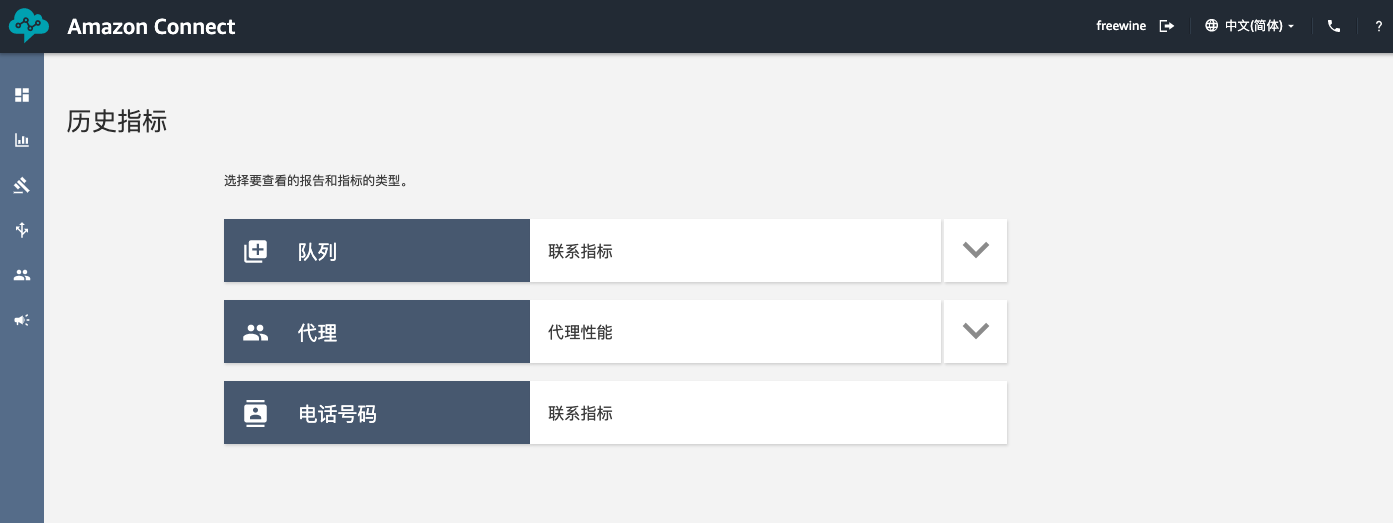 Amazon Connect
freewine
中文(简体)
?
历史指标
选择要查看的报告和指标的类型。
队列
联系指标
代理
代理性能
电话号码
联系指标